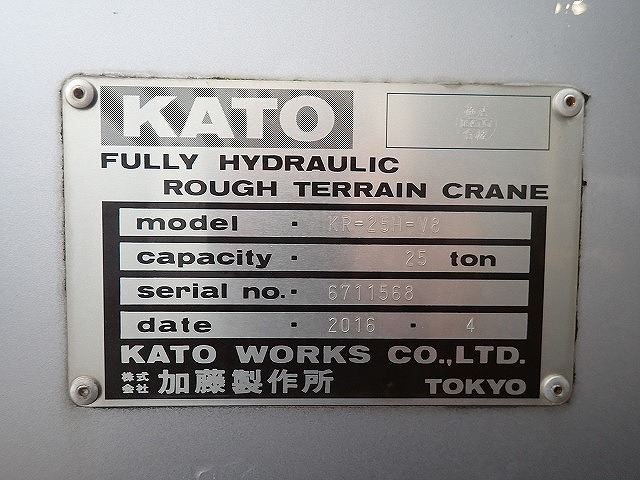 KATO
FULLY HYDRAULIC
ROUGH TERRAIN CRANE
model · KR=25H=V8
capacity · 25 ton
serial no. · 6711568
date · 2016 · 4
KATO WORKS CO.,LTD.
株式会社 加藤製作所 TOKYO